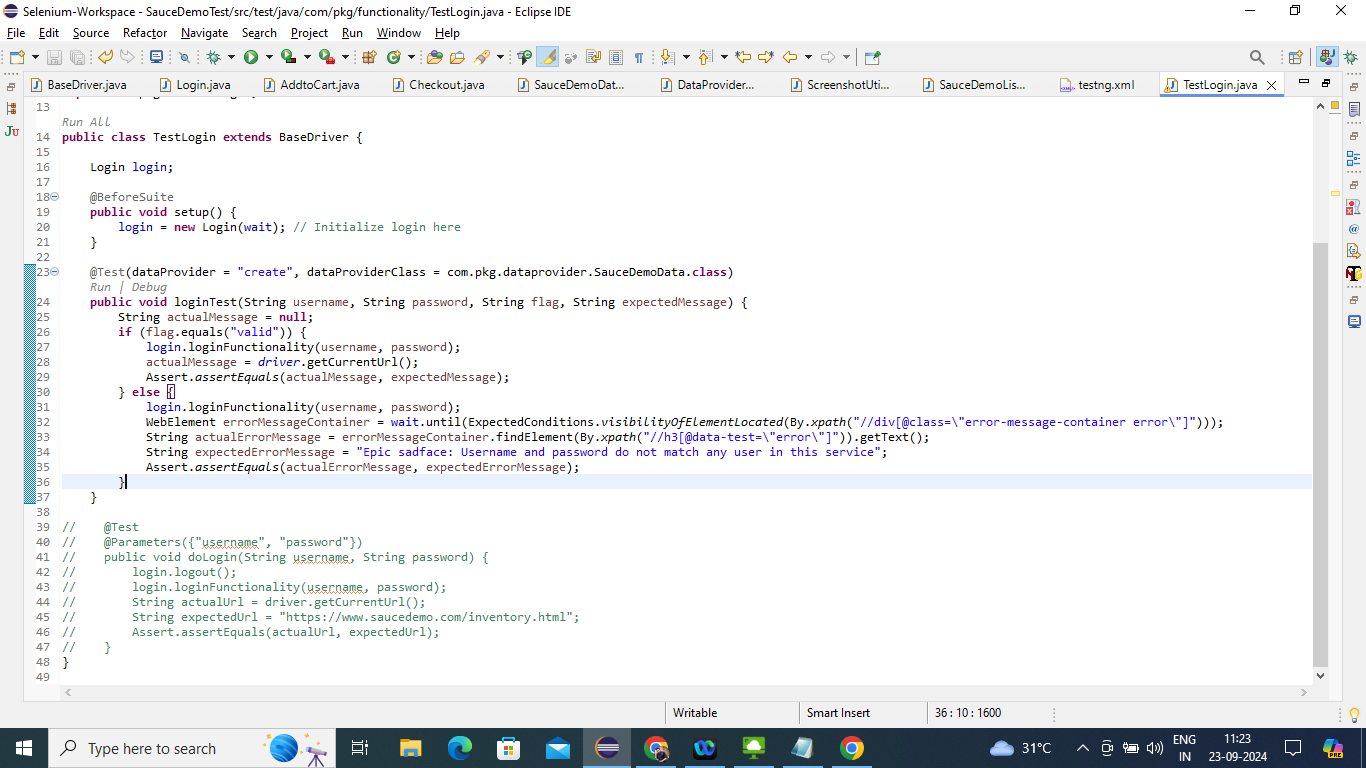 Selenium-Workspace - SauceDemoTest/src/test/java/com/pkg/functionality/TestLogin.java - Eclipse IDE
File Edit Source Refactor Navigate Search Project Run Window Help
BaseDriver.java Login.java AddtoCart.java Checkout.java SauceDemoDat... DataProvider... ScreenshotUti... SauceDemoLis... testng.xml TestLogin.java
13
Run All
14 public class TestLogin extends BaseDriver {
15
16 Login login;
17
18 @BeforeSuite
19 public void setup() {
20 login = new Login(wait); // Initialize login here
21 }
22
23 @Test(dataProvider = "create", dataProviderClass = com.pkg.dataprovider.SauceDemoData.class)
Run | Debug
24 public void loginTest(String username, String password, String flag, String expectedMessage) {
25 String actualMessage = null;
26 if (flag.equals("valid")) {
27 login.loginFunctionality(username, password);
28 actualMessage = driver.getCurrentUrl();
29 Assert.assertEquals(actualMessage, expectedMessage);
30 } else {
31 login.loginFunctionality(username, password);
32 WebElement errorMessageContainer = wait.until(ExpectedConditions.visibilityOfElementLocated(By.xpath("//div[@class=\"error-message-container error\"]")));
33 String actualErrorMessage = errorMessageContainer.findElement(By.xpath("//h3[@data-test=\"error\"]")).getText();
34 String expectedErrorMessage = "Epic sadface: Username and password do not match any user in this service";
35 Assert.assertEquals(actualErrorMessage, expectedErrorMessage);
36 }
37 }
38
39 // @Test
40 // @Parameters({"username", "password"})
41 // public void doLogin(String username, String password) {
42 // login.logout();
43 // login.loginFunctionality(username, password);
44 // String actualUrl = driver.getCurrentUrl();
45 // String expectedUrl = "https://www.saucedemo.com/inventory.html";
46 // Assert.assertEquals(actualUrl, expectedUrl);
47 // }
48 }
49
Writable Smart Insert 36 : 10 : 1600
Type here to search
31°C
ENG
IN
11:23
23-09-2024